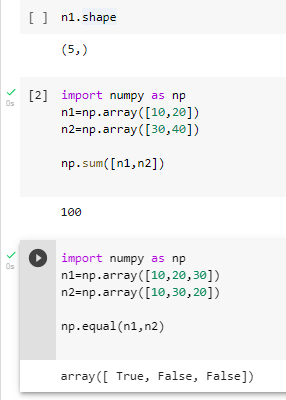 [ ] n1.shape
(5,)
[2] import numpy as np
0s n1=np.array([10,20])
n2=np.array([30,40])
np.sum([n1,n2])
100
import numpy as np
0s n1=np.array([10,20,30])
n2=np.array([10,30,20])
np.equal(n1,n2)
array([ True, False, False])